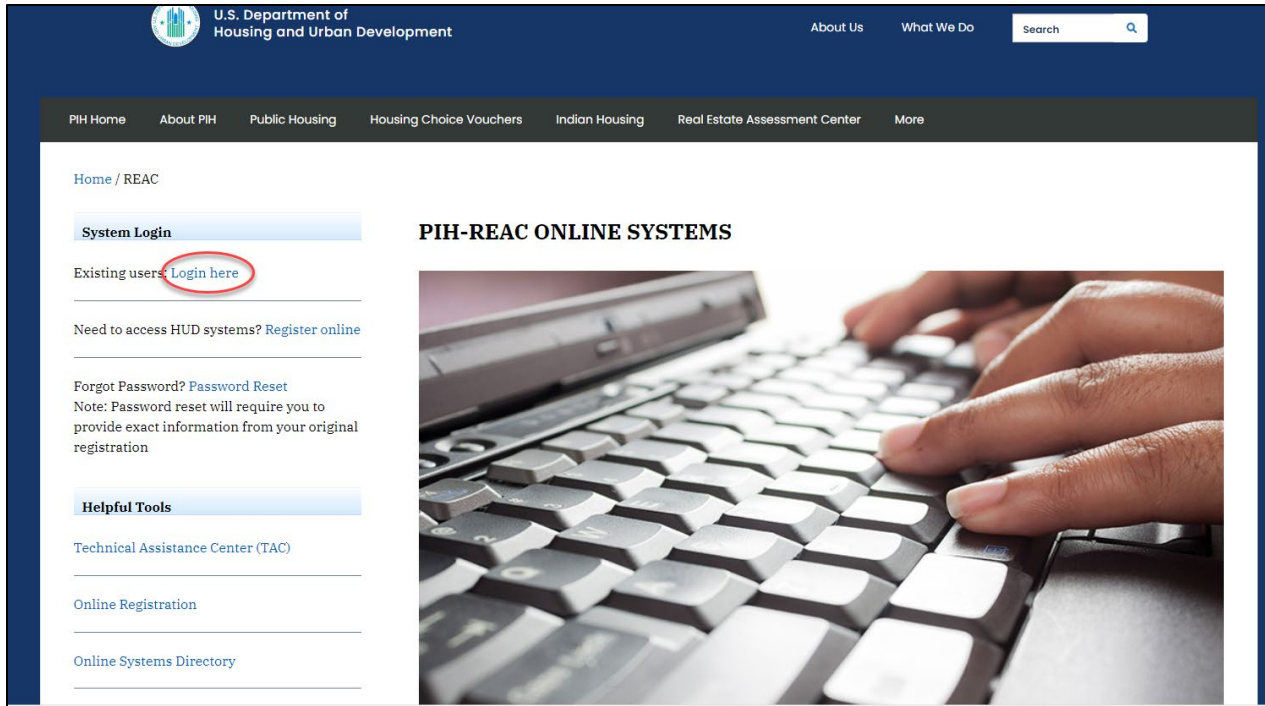 U.S. Department of
Housing and Urban Development
About Us What We Do Search
PIH Home About PIH Public Housing Housing Choice Vouchers Indian Housing Real Estate Assessment Center More
Home / REAC
System Login
Existing users: Login here
Need to access HUD systems? Register online
Forgot Password? Password Reset
Note: Password reset will require you to
provide exact information from your original
registration
Helpful Tools
Technical Assistance Center (TAC)
Online Registration
Online Systems Directory
PIH-REAC ONLINE SYSTEMS